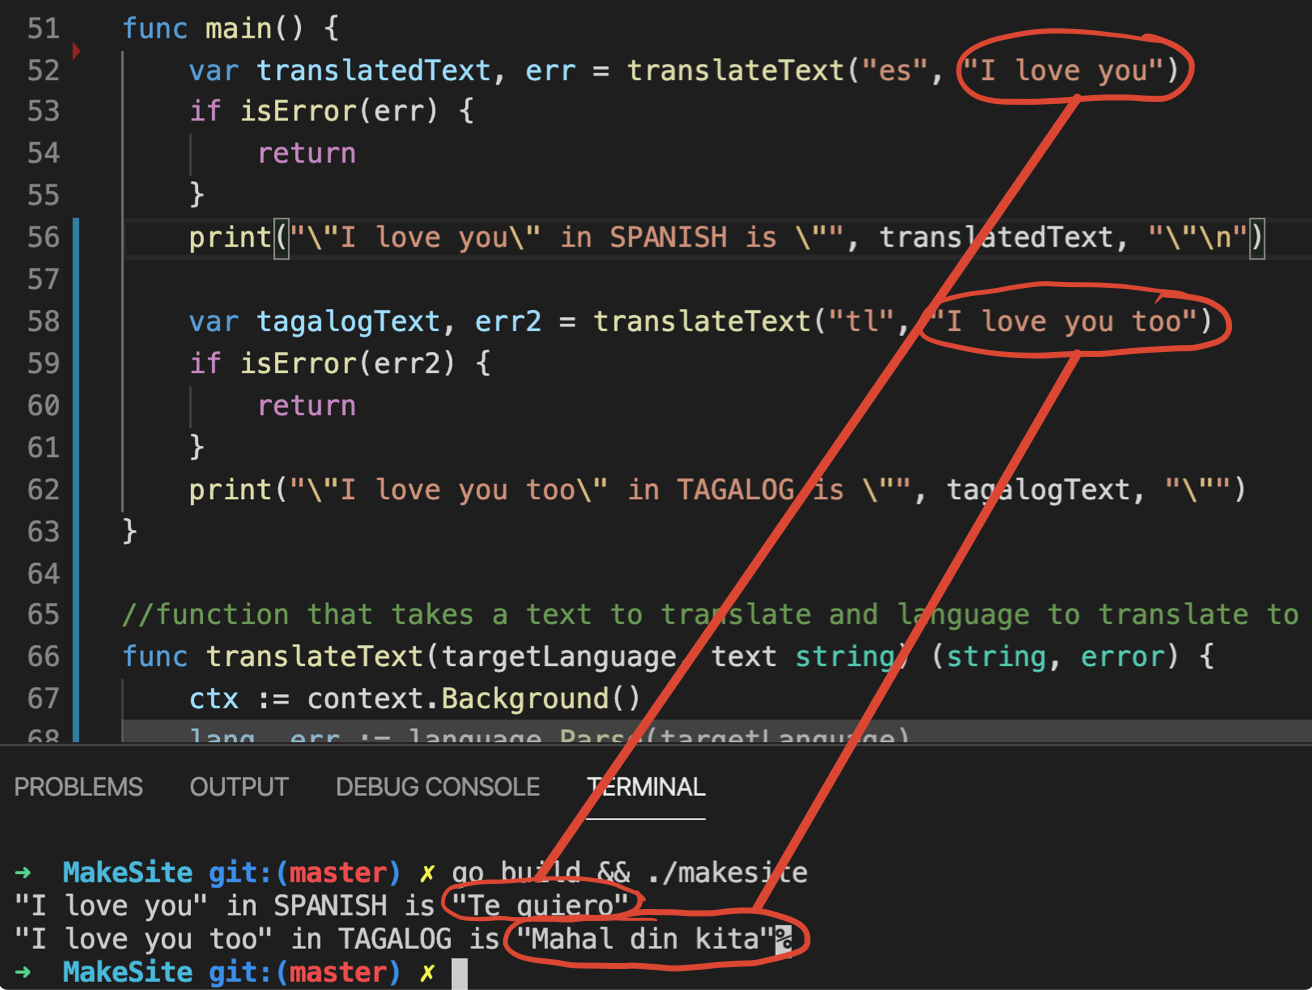 51 func main() {
52 var translatedText, err = translateText("es", "I love you")
53 if isError(err) {
54 return
55 }
56 print("\"I love you\" in SPANISH is \"", translatedText, "\"\n")
57
58 var tagalogText, err2 = translateText("tl", "I love you too")
59 if isError(err2) {
60 return
61 }
62 print("\"I love you too\" in TAGALOG is \"", tagalogText, "\"")
63 }
64
65 //function that takes a text to translate and language to translate to
66 func translateText(targetLanguage, text string) (string, error) {
67 ctx := context.Background()
68 lang, err := language.Parse(targetLanguage)
PROBLEMS OUTPUT DEBUG CONSOLE TERMINAL
➜ MakeSite git:(master) ✗ go build && ./makesite
"I love you" in SPANISH is "Te quiero"
"I love you too" in TAGALOG is "Mahal din kita"%
➜ MakeSite git:(master) ✗